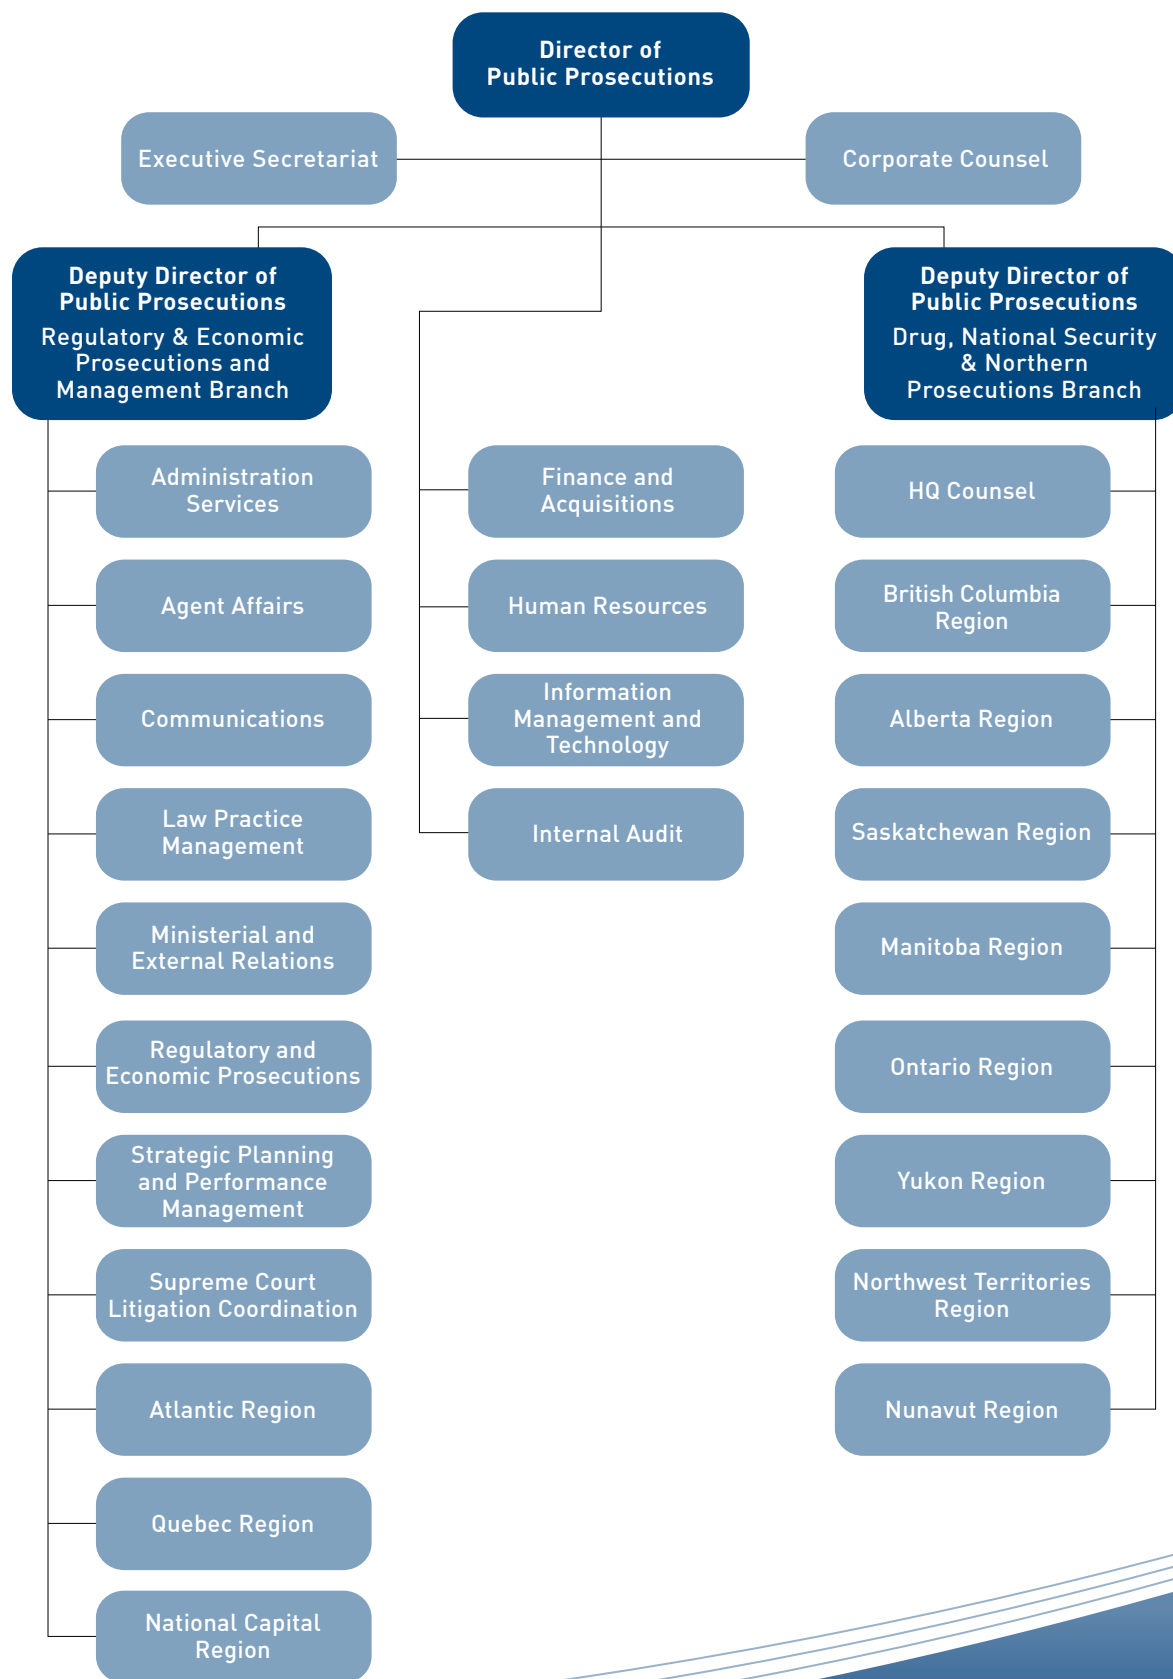 Director of
Public Prosecutions
Executive Secretariat
Corporate Counsel
Deputy Director of
Public Prosecutions
Regulatory & Economic
Prosecutions and
Management Branch
Deputy Director of
Public Prosecutions
Drug, National Security
& Northern
Prosecutions Branch
Administration
Services
Agent Affairs
Communications
Law Practice
Management
Ministerial and
External Relations
Regulatory and
Economic Prosecutions
Strategic Planning
and Performance
Management
Supreme Court
Litigation Coordination
Atlantic Region
Quebec Region
National Capital
Region
Finance and
Acquisitions
Human Resources
Information
Management and
Technology
Internal Audit
HQ Counsel
British Columbia
Region
Alberta Region
Saskatchewan Region
Manitoba Region
Ontario Region
Yukon Region
Northwest Territories
Region
Nunavut Region